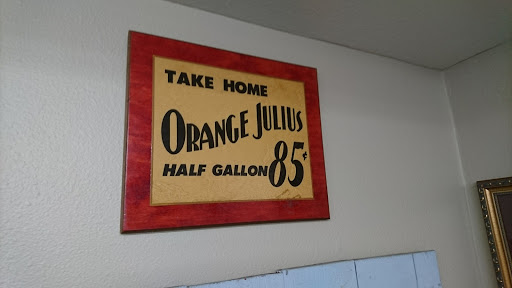 TAKE HOME
ORANGE JULIUS
HALF GALLON 85¢